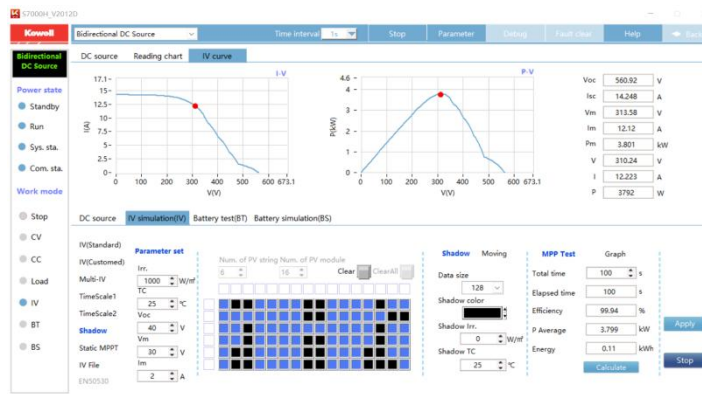 S7000H_V2012D
Kewell
Bidirectional DC Source
Time interval 1s Stop Parameter Debug Fault clear Help Back
Bidirectional DC Source
DC source Reading chart IV curve
Power state
Standby
Run
Sys. sta.
Com. sta.
Work mode
Stop
CV
CC
Load
IV
BT
BS
I-V
17.1
15
12.5
10
7.5
5
2.5
0
I(A)
0 100 200 300 400 500 600 673.1
V(V)
P-V
4.6
4
3
2
1
0
P(kW)
0 100 200 300 400 500 600 673.1
V(V)
Voc 560.92 V
Isc 14.248 A
Vm 313.58 V
Im 12.12 A
Pm 3.801 kW
V 310.24 V
I 12.223 A
P 3792 W
DC source IV simulation(IV) Battery test(BT) Battery simulation(BS)
IV(Standard)
IV(Customed)
Multi-IV
TimeScale1
TimeScale2
Shadow
Static MPPT
IV File
EN50530
Parameter set
Irr.
1000 W/m²
TC
25 ℃
Voc
40 V
Vm
30 V
Im
2 A
Num. of PV string Num. of PV module
6 16 Clear ClearAll
Shadow Moving
Data size
128
Shadow color
Shadow Irr.
0 W/m²
Shadow TC
25 ℃
MPP Test Graph
Total time 100 s
Elapsed time 100 s
Efficiency 99.94 %
P Average 3.799 kW
Energy 0.11 kWh
Calculate
Apply
Stop